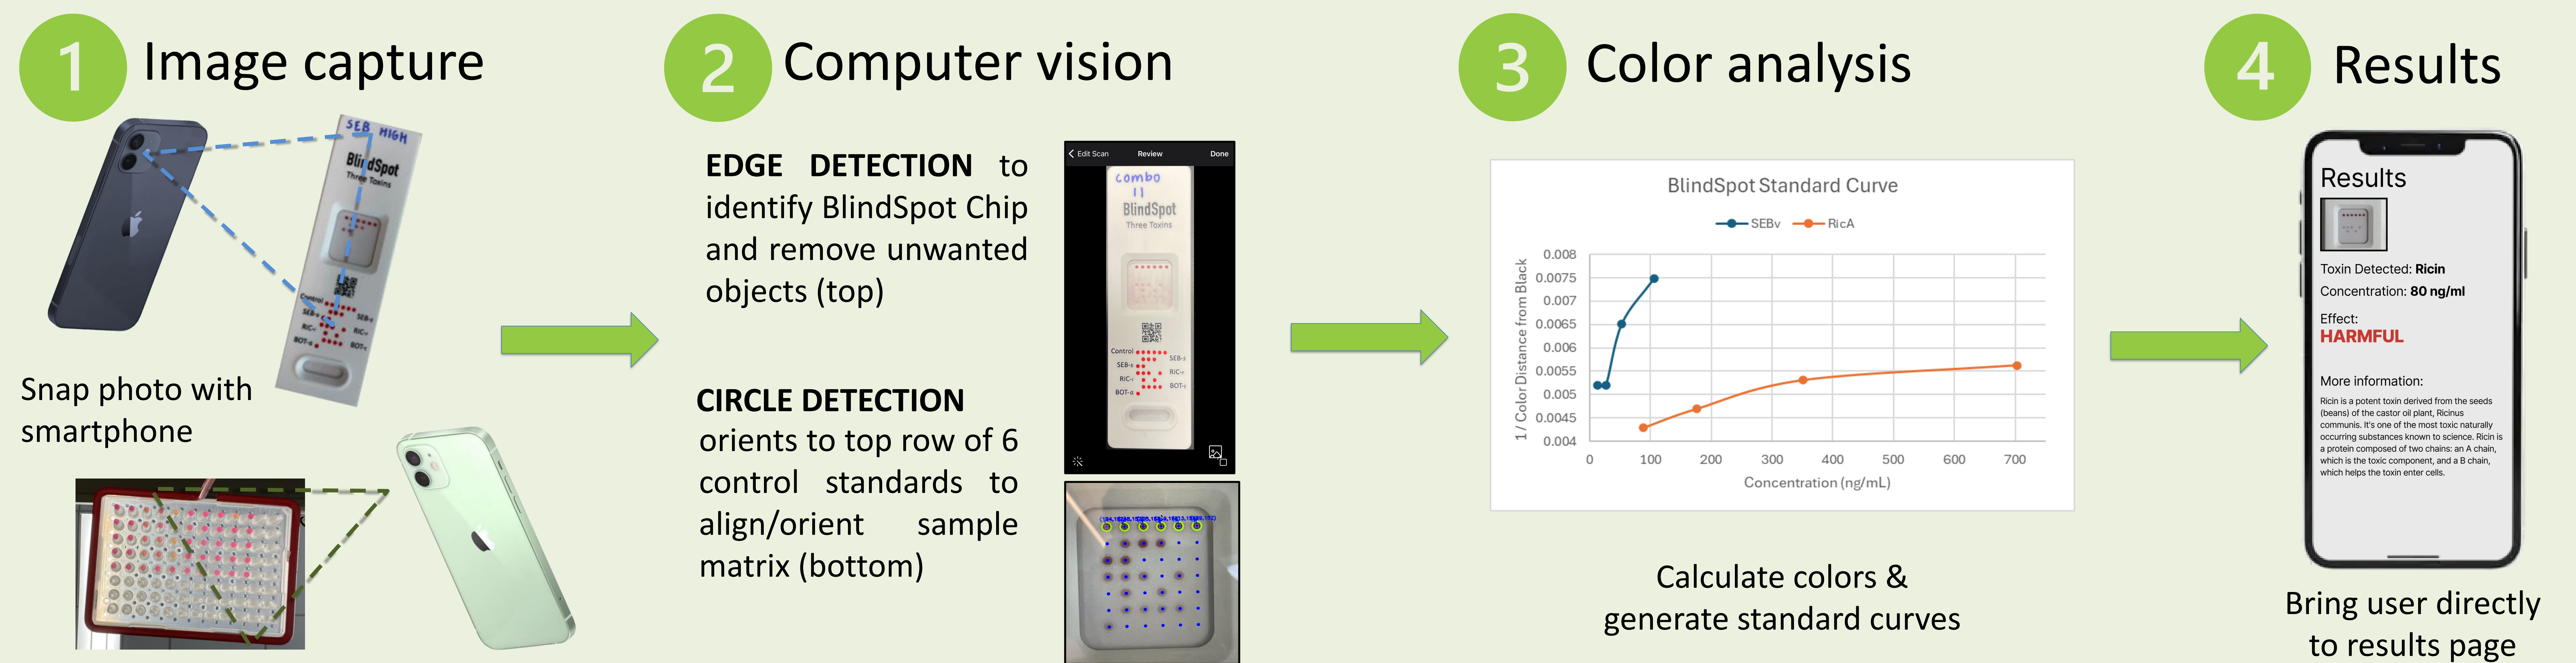 1 Image capture
SEB HIGH
BlindSpot
Three Toxins
Control
SEB-s
SEB-s
RIC-r
RIC-r
BOT-α
BOT-s
Snap photo with
smartphone
2 Computer vision
EDGE DETECTION to
identify BlindSpot Chip
and remove unwanted
objects (top)
CIRCLE DETECTION
orients to top row of 6
control standards to
align/orient sample
matrix (bottom)
Edit Scan Review Done
combo
11
BlindSpot
Three Toxins
Control
SEB-s
SEB-s
RIC-r
RIC-r
BOT-s
BOT-α
3 Color analysis
BlindSpot Standard Curve
SEBv RicA
1 / Color Distance from Black
0.008
0.0075
0.007
0.0065
0.006
0.0055
0.005
0.0045
0.004
0 100 200 300 400 500 600 700
Concentration (ng/mL)
Calculate colors &
generate standard curves
4 Results
Results
Toxin Detected: Ricin
Concentration: 80 ng/ml
Effect:
HARMFUL
More information:
Ricin is a potent toxin derived from the seeds
(beans) of the castor oil plant, Ricinus
communis. It's one of the most toxic naturally
occurring substances known to science. Ricin is
a protein composed of two chains: an A chain,
which is the toxic component, and a B chain,
which helps the toxin enter cells.
Bring user directly
to results page